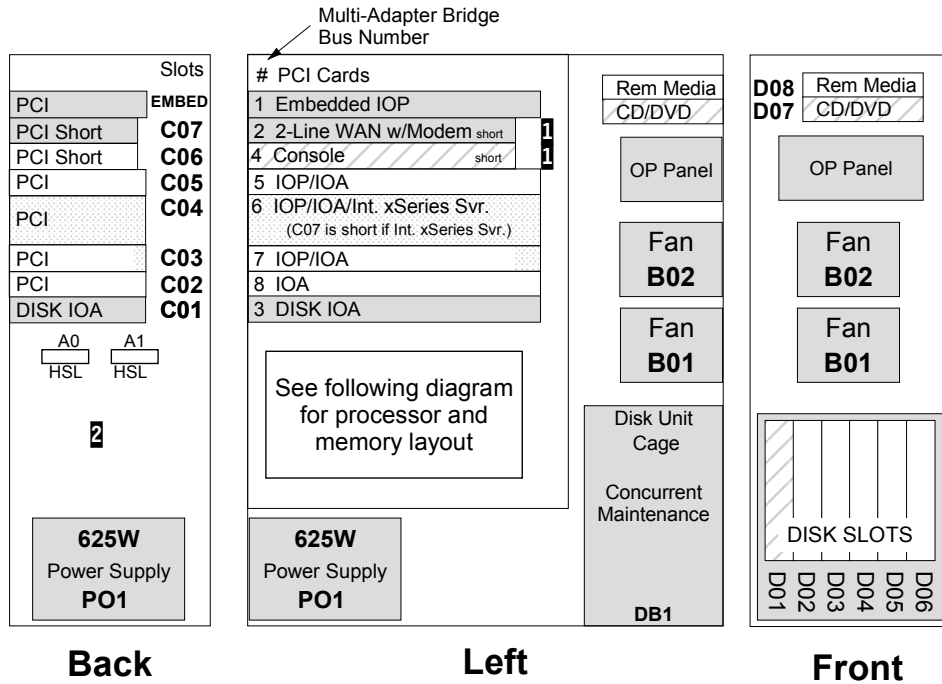 Multi-Adapter Bridge
Bus Number
Slots
PCI EMBED
PCI Short C07
PCI Short C06
PCI C05
PCI C04
PCI C03
PCI C02
DISK IOA C01
A0 A1
HSL HSL
2
625W
Power Supply
PO1
Back
# PCI Cards
1 Embedded IOP
2 2-Line WAN w/Modem short 1
4 Console short 1
5 IOP/IOA
6 IOP/IOA/Int. xSeries Svr.
(C07 is short if Int. xSeries Svr.)
7 IOP/IOA
8 IOA
3 DISK IOA
See following diagram
for processor and
memory layout
625W
Power Supply
PO1
Rem Media
CD/DVD
OP Panel
Fan
B02
Fan
B01
Disk Unit
Cage
Concurrent
Maintenance
DB1
Left
D08 Rem Media
D07 CD/DVD
OP Panel
Fan
B02
Fan
B01
DISK SLOTS
D01
D02
D03
D04
D05
D06
Front